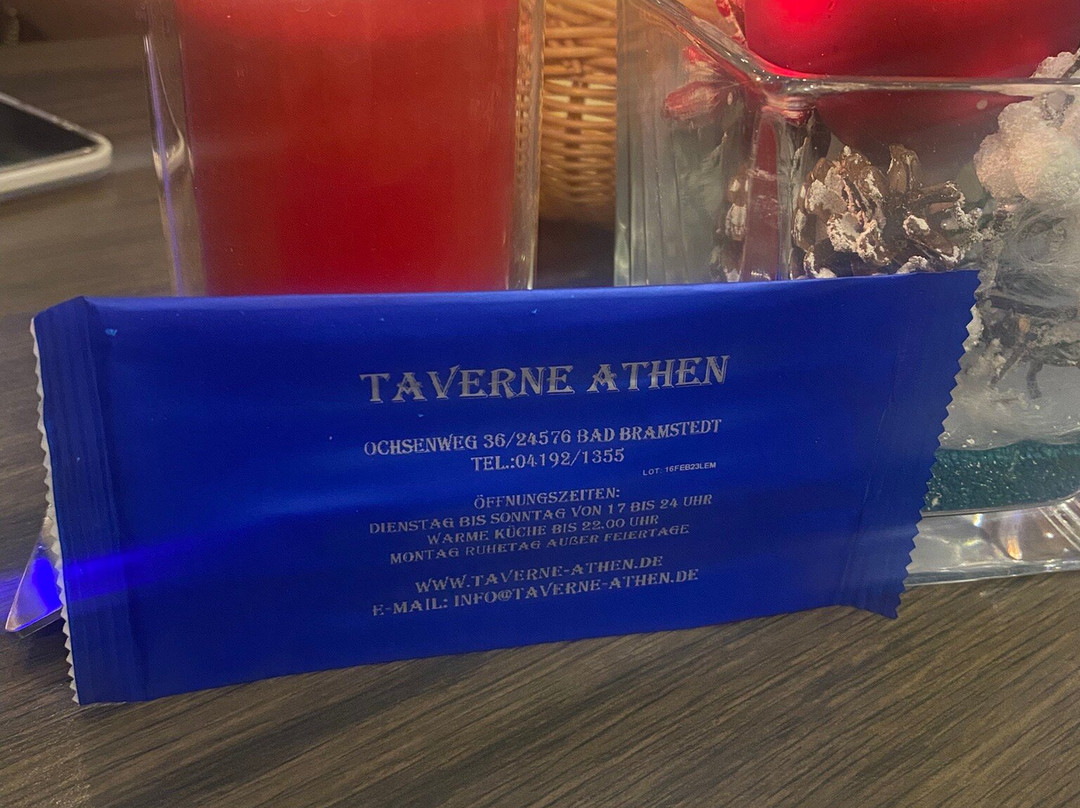 TAVERNE ATHEN
OCHSENWEG 36/24576 BAD BRAMSTEDT
TEL.:04192/1355
LOT: 16FEB23LEM
ÖFFNUNGSZEITEN:
DIENSTAG BIS SONNTAG VON 17 BIS 24 UHR
WARME KÜCHE BIS 22.00 UHR
MONTAG RUHETAG AUßER FEIERTAGE
WWW.TAVERNE-ATHEN.DE
E-MAIL: INFO@TAVERNE-ATHEN.DE